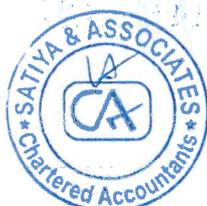 SATIYA & ASSOCIATES
CA
★ Chartered Accountants ★